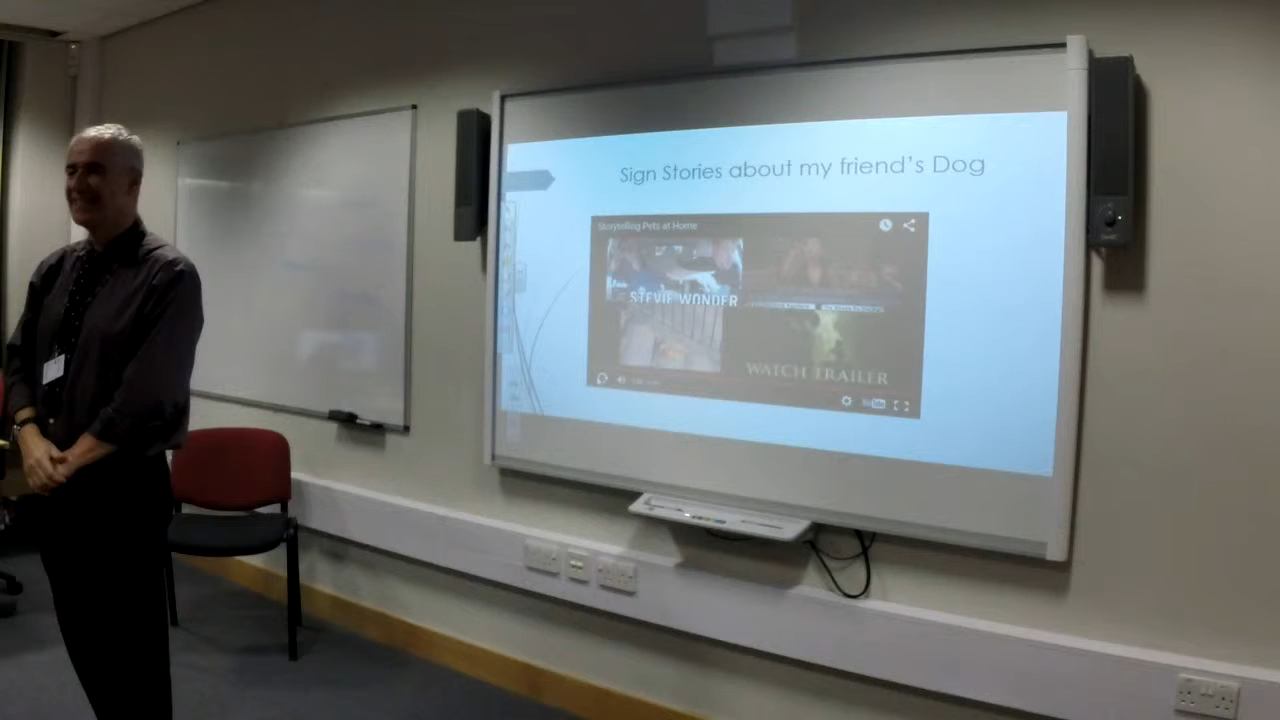 Sign Stories about my friend's Dog
Storytelling Pets at Home
STEVIE WONDER
WATCH TRAILER